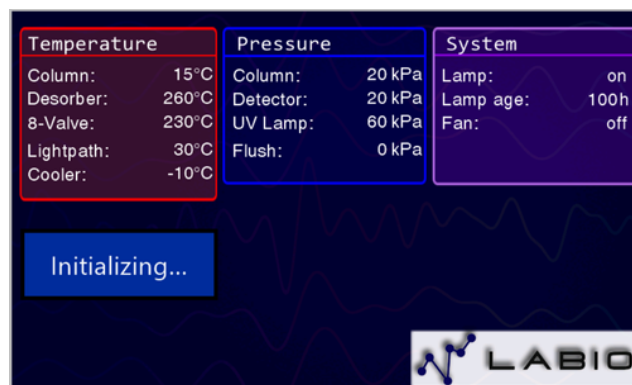 Temperature
Column: 15°C
Desorber: 260°C
8-Valve: 230°C
Lightpath: 30°C
Cooler: -10°C
Pressure
Column: 20 kPa
Detector: 20 kPa
UV Lamp: 60 kPa
Flush: 0 kPa
System
Lamp: on
Lamp age: 100h
Fan: off
Initializing...
LABIO